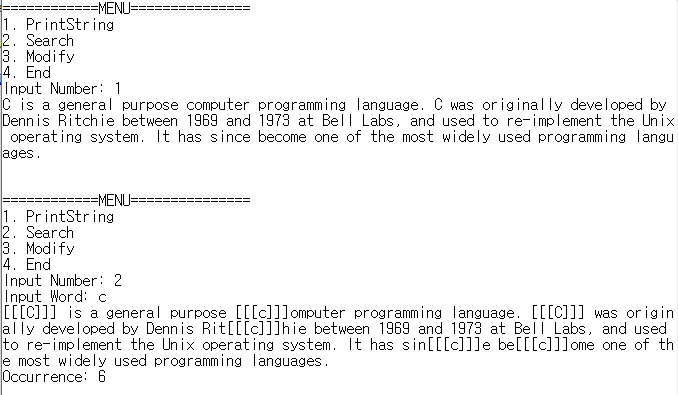 ============MENU===============
1. PrintString
2. Search
3. Modify
4. End
Input Number: 1
C is a general purpose computer programming language. C was originally developed by
Dennis Ritchie between 1969 and 1973 at Bell Labs, and used to re-implement the Unix
 operating system. It has since become one of the most widely used programming langu
ages.
============MENU===============
1. PrintString
2. Search
3. Modify
4. End
Input Number: 2
Input Word: c
[[[C]]] is a general purpose [[[c]]]omputer programming language. [[[C]]] was origin
ally developed by Dennis Rit[[[c]]]hie between 1969 and 1973 at Bell Labs, and used
to re-implement the Unix operating system. It has sin[[[c]]]e be[[[c]]]ome one of th
e most widely used programming languages.
Occurrence: 6